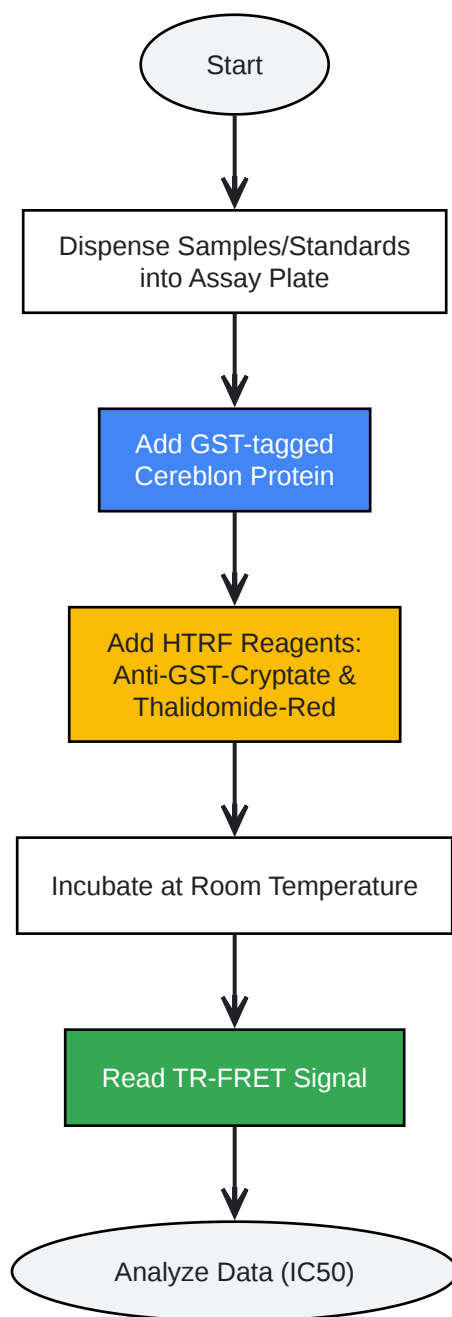 Start
Dispense Samples/Standards
into Assay Plate
Add GST-tagged
Cereblon Protein
Add HTRF Reagents:
Anti-GST-Cryptate &
Thalidomide-Red
Incubate at Room Temperature
Read TR-FRET Signal
Analyze Data (IC50)